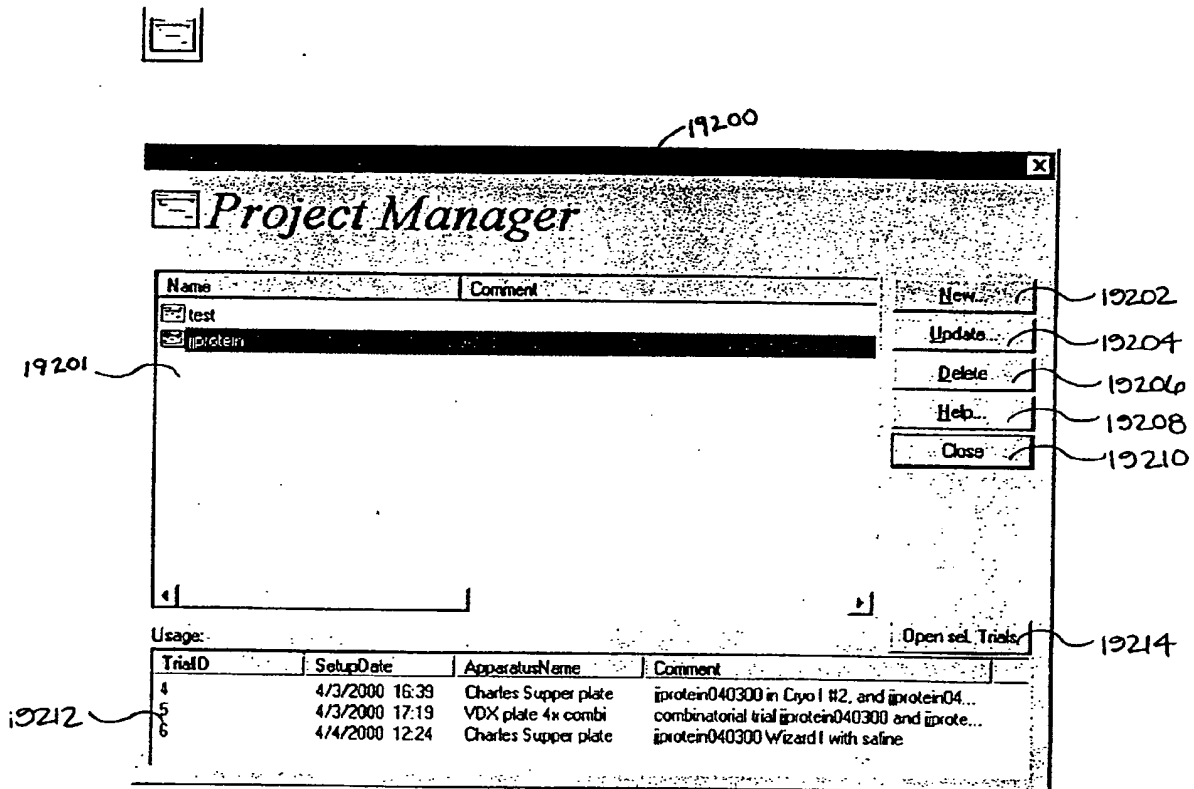 19200
Project Manager
Name Comment
test
jjprotein
19201
New... 19202
Update... 19204
Delete 19206
Help... 19208
Close 19210
Usage:
Open sel. Trials 19214
TrialD SetupDate ApparatusName Comment
4 4/3/2000 16:39 Charles Supper plate jjprotein040300 in Cryo I #2, and jjprotein04...
5 4/3/2000 17:19 VDX plate 4x combi combinatorial trial jjprotein040300 and jjprote...
6 4/4/2000 12:24 Charles Supper plate jjprotein040300 Wizard I with saline
19212